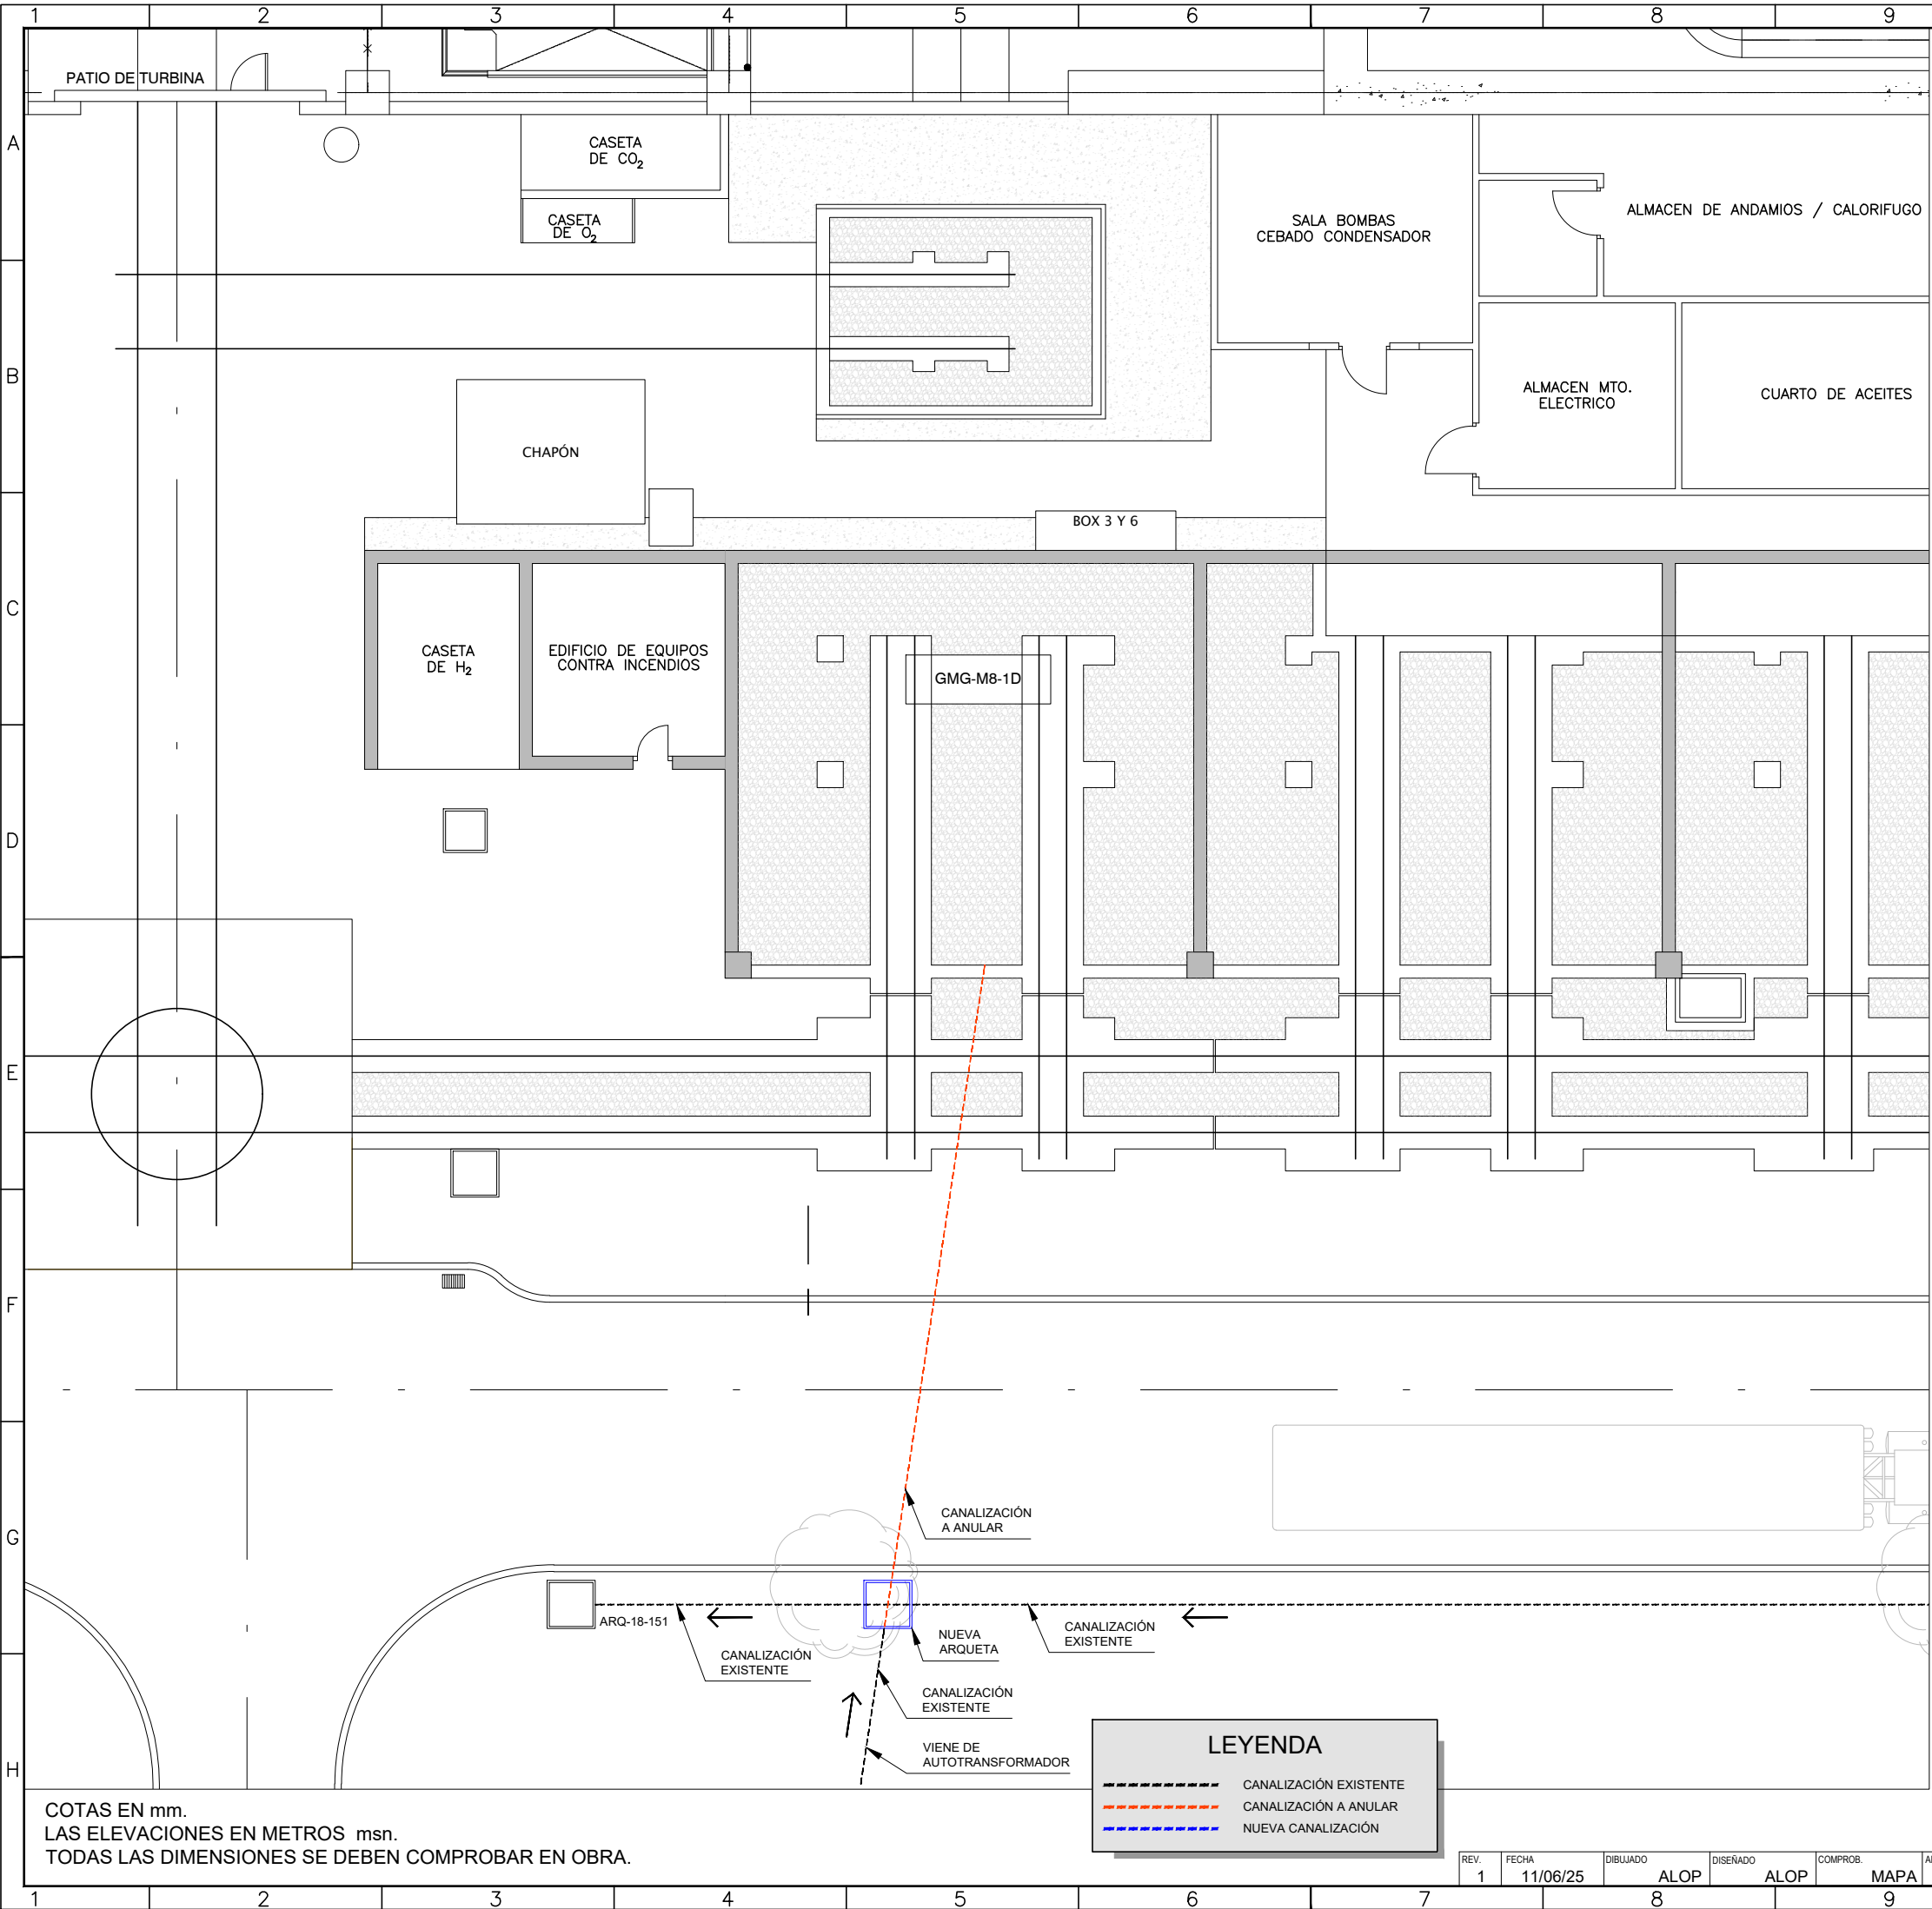 1 2 3 4 5 6 7 8 9
PATIO DE TURBINA
A
CASETA
DE CO2
CASETA
DE O2
SALA BOMBAS
CEBADO CONDENSADOR
ALMACEN DE ANDAMIOS / CALORIFUGO
B
CHAPÓN
ALMACEN MTO.
ELECTRICO
CUARTO DE ACEITES
BOX 3 Y 6
C
CASETA
DE H2
EDIFICIO DE EQUIPOS
CONTRA INCENDIOS
GMG-M8-1D
D
E
F
G
CANALIZACIÓN
A ANULAR
ARQ-18-151
CANALIZACIÓN
EXISTENTE
NUEVA
ARQUETA
CANALIZACIÓN
EXISTENTE
CANALIZACIÓN
EXISTENTE
VIENE DE
AUTOTRANSFORMADOR
H
LEYENDA
CANALIZACIÓN EXISTENTE
CANALIZACIÓN A ANULAR
NUEVA CANALIZACIÓN
COTAS EN mm.
LAS ELEVACIONES EN METROS msn.
TODAS LAS DIMENSIONES SE DEBEN COMPROBAR EN OBRA.
REV. FECHA DIBUJADO DISEÑADO COMPROB.
1 11/06/25 ALOP ALOP MAPA
1 2 3 4 5 6 7 8 9